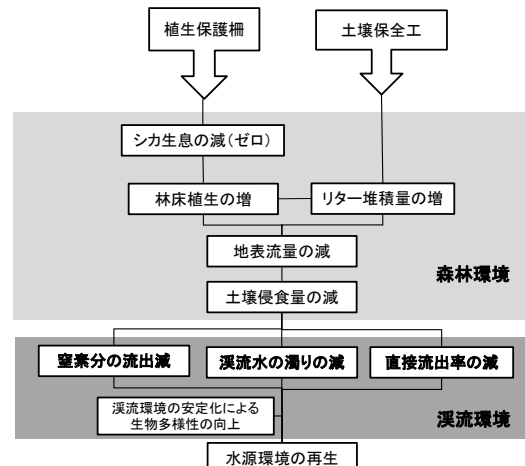 植生保護柵
土壌保全工
シカ生息の減(ゼロ)
林床植生の増
リター堆積量の増
地表流量の減
土壌侵食量の減
森林環境
窒素分の流出減
渓流水の濁りの減
直接流出率の減
渓流環境の安定化による
生物多様性の向上
渓流環境
水源環境の再生